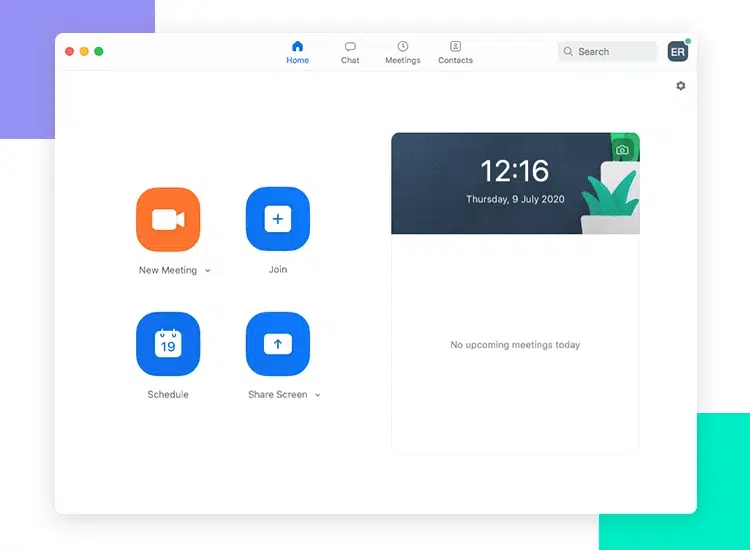 Home
Chat
Meetings
Contacts
Search
ER
12:16
Thursday, 9 July 2020
New Meeting
Join
19
Schedule
Share Screen
No upcoming meetings today